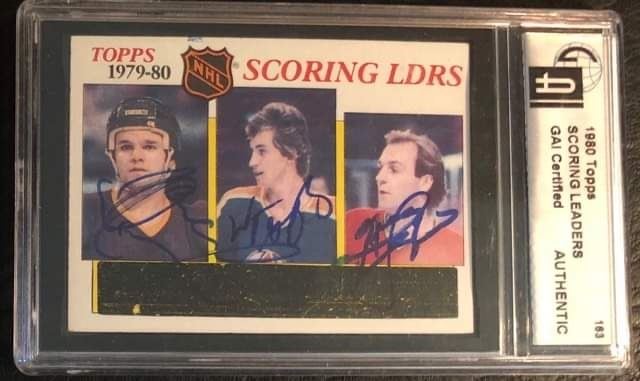 TOPPS
1979-80
NHL
SCORING LDRS
1980 Topps
SCORING LEADERS
GAI Certified
AUTHENTIC
163